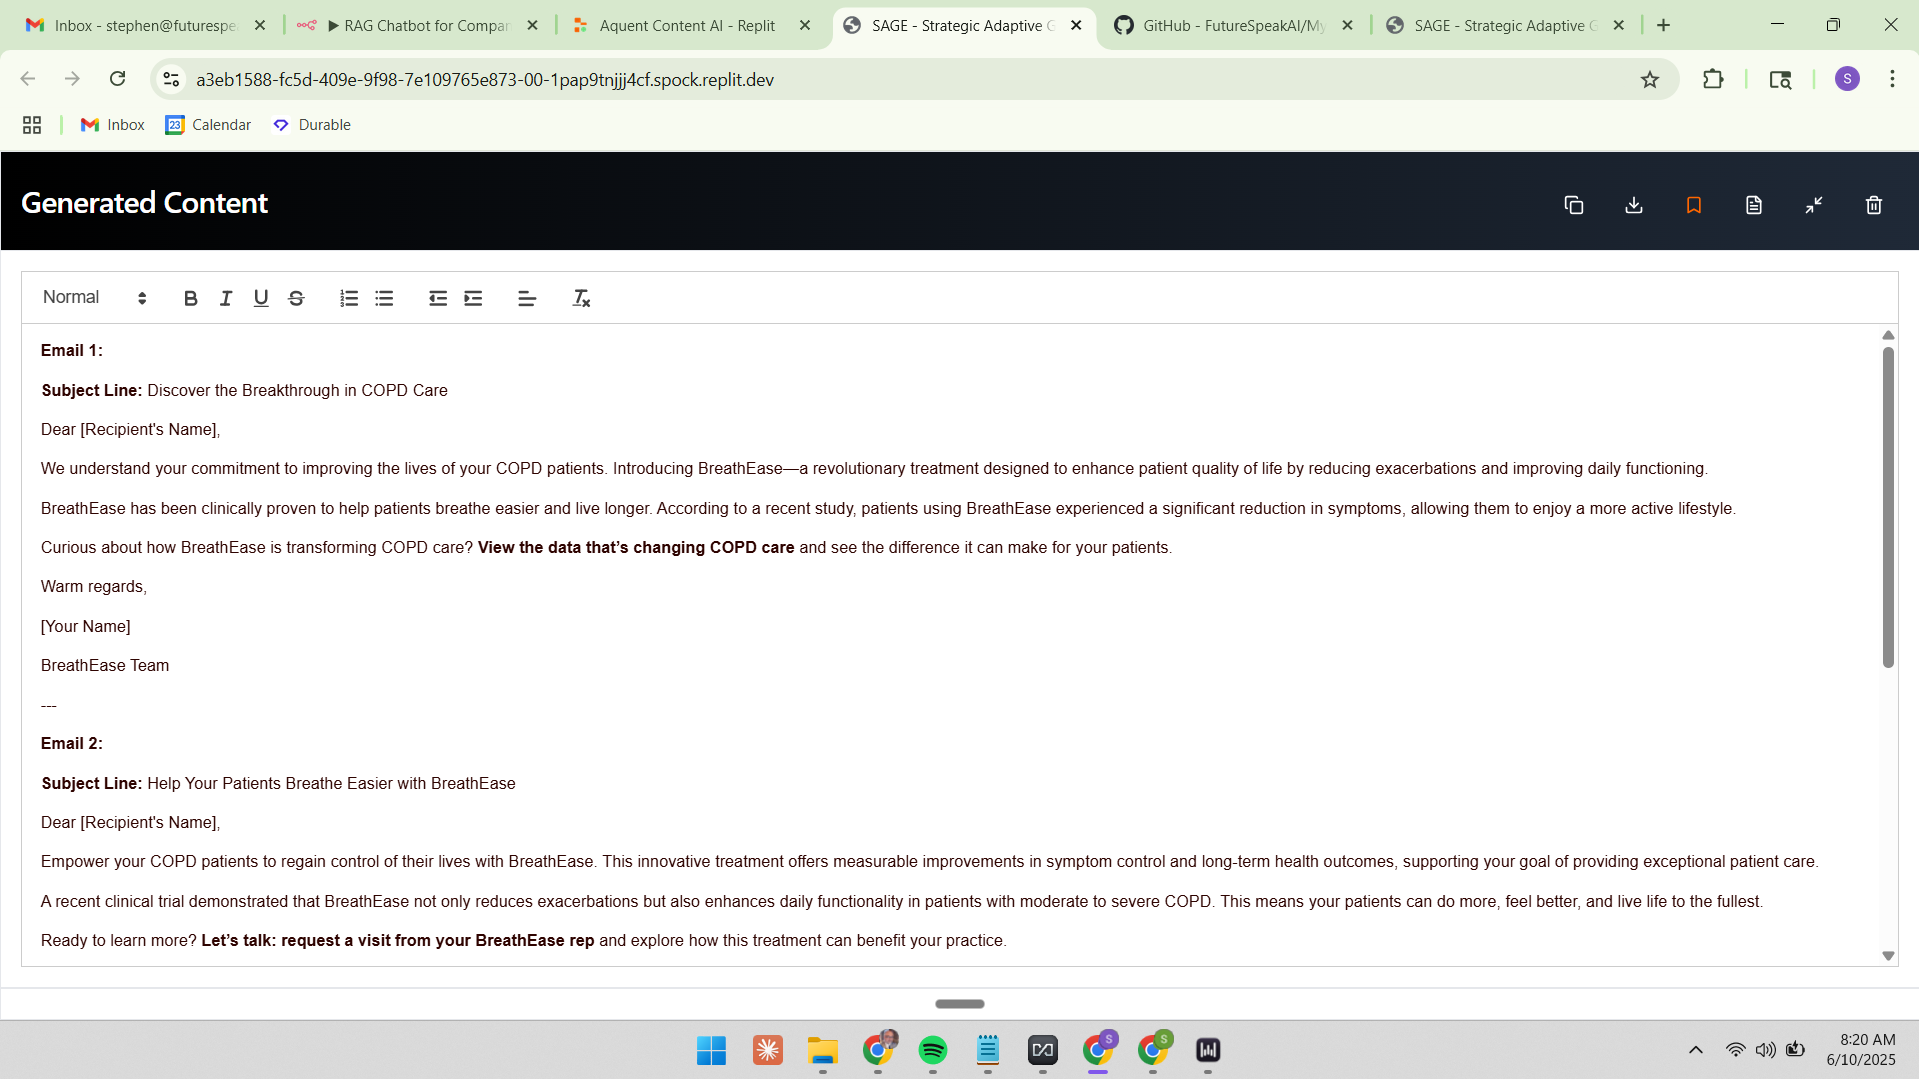 Inbox - stephen@futurespe
▶ RAG Chatbot for Compan
Aquent Content AI - Replit
SAGE - Strategic Adaptive G
GitHub - FutureSpeakAI/My
SAGE - Strategic Adaptive G
a3eb1588-fc5d-409e-9f98-7e109765e873-00-1pap9tnjjj4cf.spock.replit.dev
S
Inbox
23
Calendar
Durable
Generated Content
Normal
Email 1:
Subject Line: Discover the Breakthrough in COPD Care
Dear [Recipient's Name],
We understand your commitment to improving the lives of your COPD patients. Introducing BreathEase—a revolutionary treatment designed to enhance patient quality of life by reducing exacerbations and improving daily functioning.
BreathEase has been clinically proven to help patients breathe easier and live longer. According to a recent study, patients using BreathEase experienced a significant reduction in symptoms, allowing them to enjoy a more active lifestyle.
Curious about how BreathEase is transforming COPD care? View the data that’s changing COPD care and see the difference it can make for your patients.
Warm regards,
[Your Name]
BreathEase Team
---
Email 2:
Subject Line: Help Your Patients Breathe Easier with BreathEase
Dear [Recipient's Name],
Empower your COPD patients to regain control of their lives with BreathEase. This innovative treatment offers measurable improvements in symptom control and long-term health outcomes, supporting your goal of providing exceptional patient care.
A recent clinical trial demonstrated that BreathEase not only reduces exacerbations but also enhances daily functionality in patients with moderate to severe COPD. This means your patients can do more, feel better, and live life to the fullest.
Ready to learn more? Let’s talk: request a visit from your BreathEase rep and explore how this treatment can benefit your practice.
S
S
8:20 AM
6/10/2025